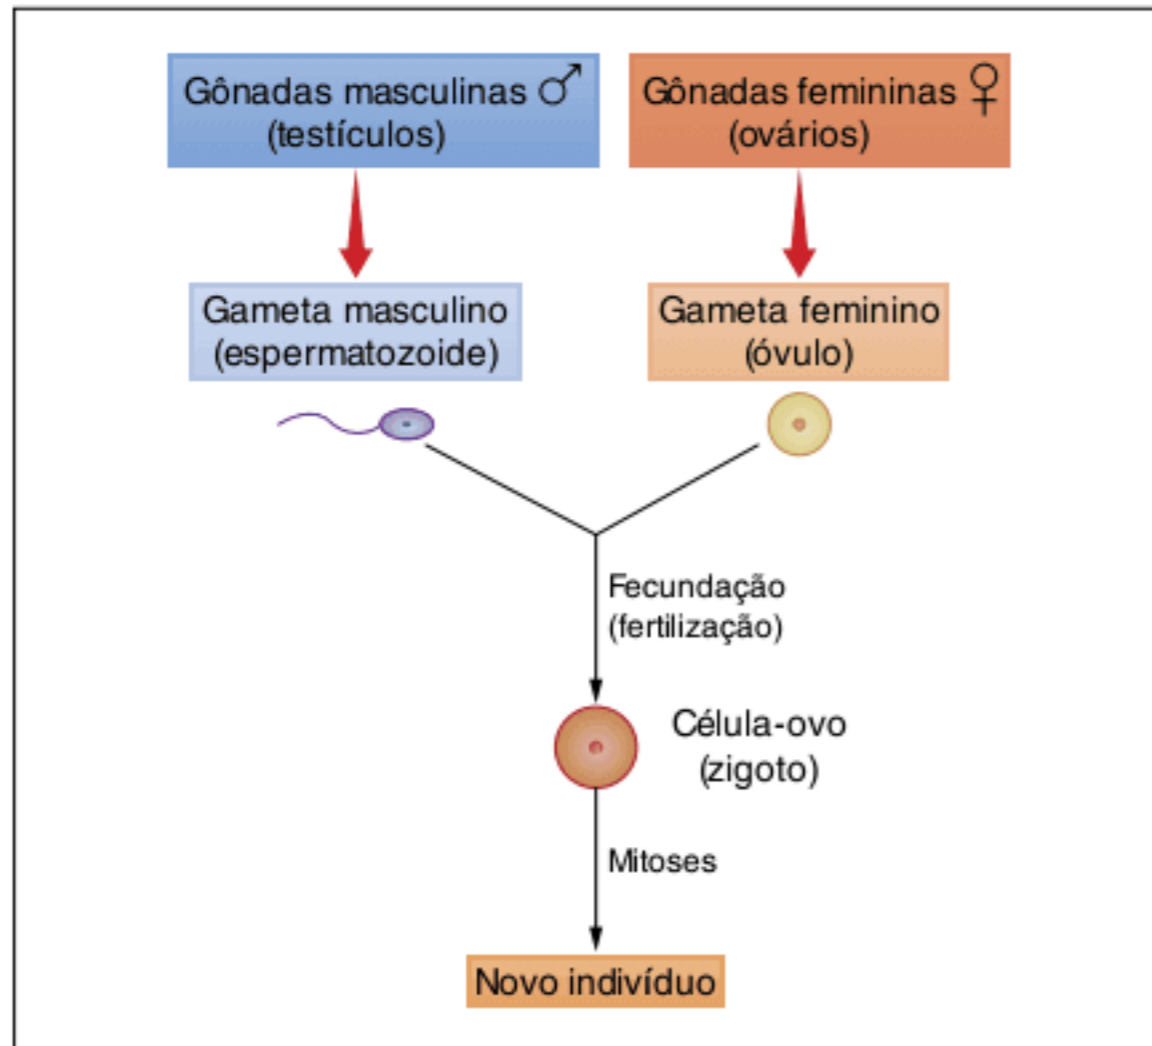 Gônadas masculinas ♂
(testículos)
Gônadas femininas ♀
(ovários)
Gameta masculino
(espermatozoide)
Gameta feminino
(óvulo)
Fecundação
(fertilização)
Célula-ovo
(zigoto)
Mitoses
Novo indivíduo